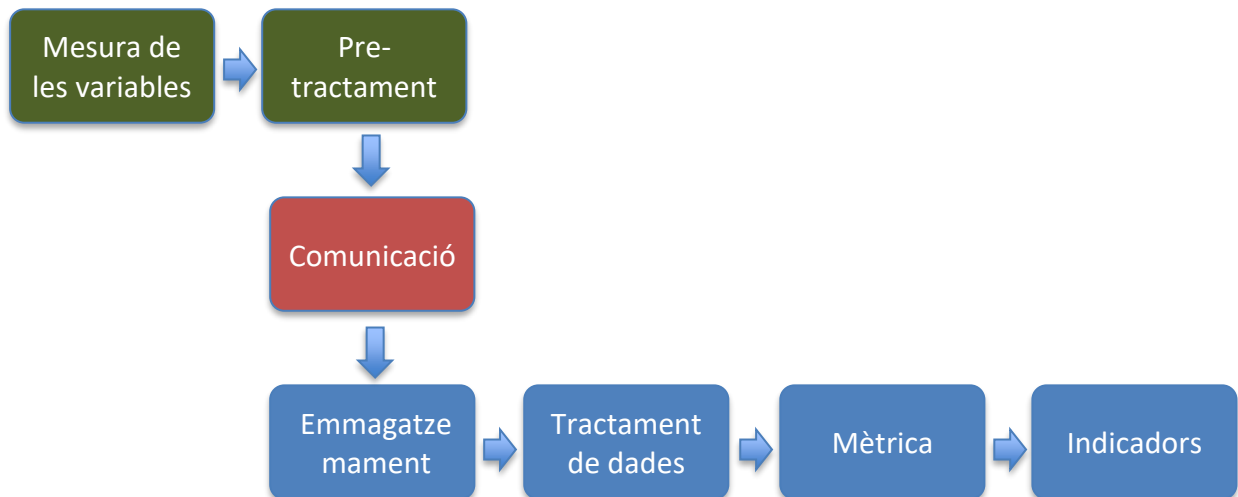 Mesura de
les variables
Pre-
tractament
Comunicació
Emmagatze
mament
Tractament
de dades
Mètrica
Indicadors